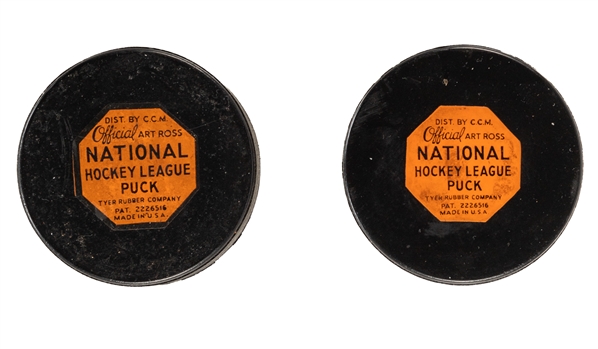 DIST. BY C.C.M.
Official ART ROSS
NATIONAL
HOCKEY LEAGUE
PUCK
TYER RUBBER COMPANY
PAT. 2226516
MADE IN U.S.A.
DIST. BY C.C.M.
Official ART ROSS
NATIONAL
HOCKEY LEAGUE
PUCK
TYER RUBBER COMPANY
PAT. 2226516
MADE IN U.S.A.